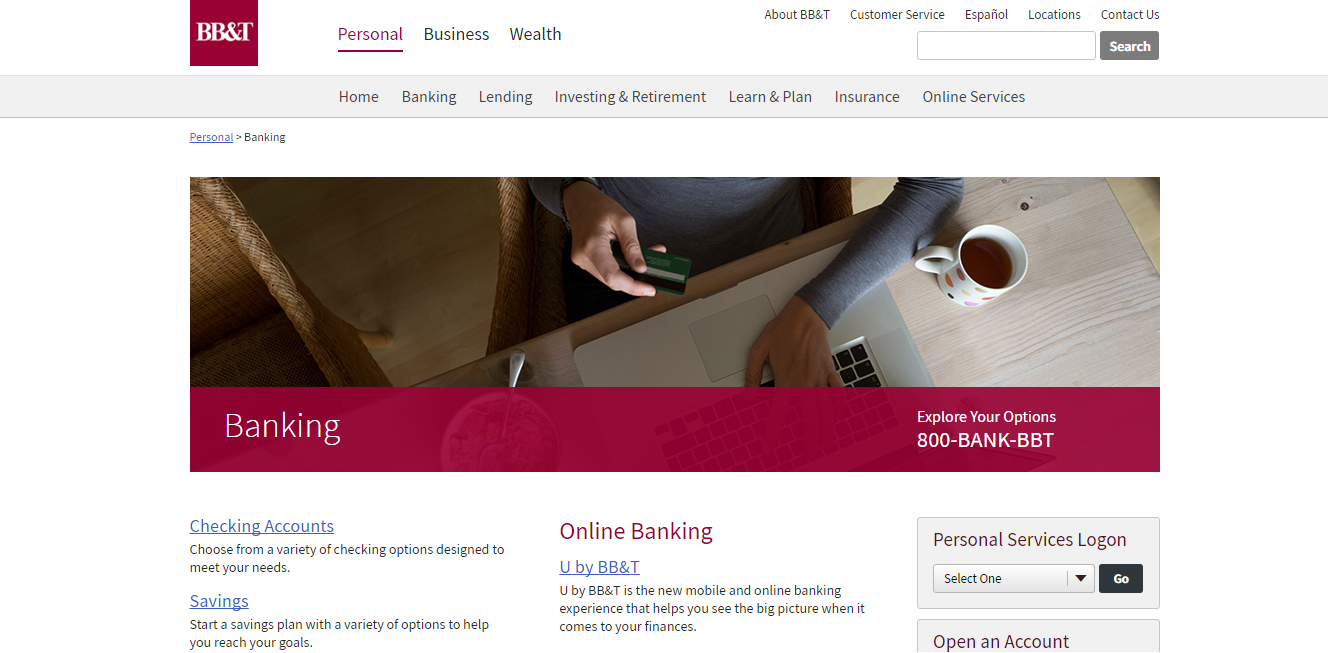 BB&T
Personal Business Wealth
About BB&T Customer Service Español Locations Contact Us
Search
Home Banking Lending Investing & Retirement Learn & Plan Insurance Online Services
Personal > Banking
Banking
Explore Your Options
800-BANK-BBT
Checking Accounts
Choose from a variety of checking options designed to
meet your needs.
Savings
Start a savings plan with a variety of options to help
you reach your goals.
Online Banking
U by BB&T
U by BB&T is the new mobile and online banking
experience that helps you see the big picture when it
comes to your finances.
Personal Services Logon
Select One Go
Open an Account